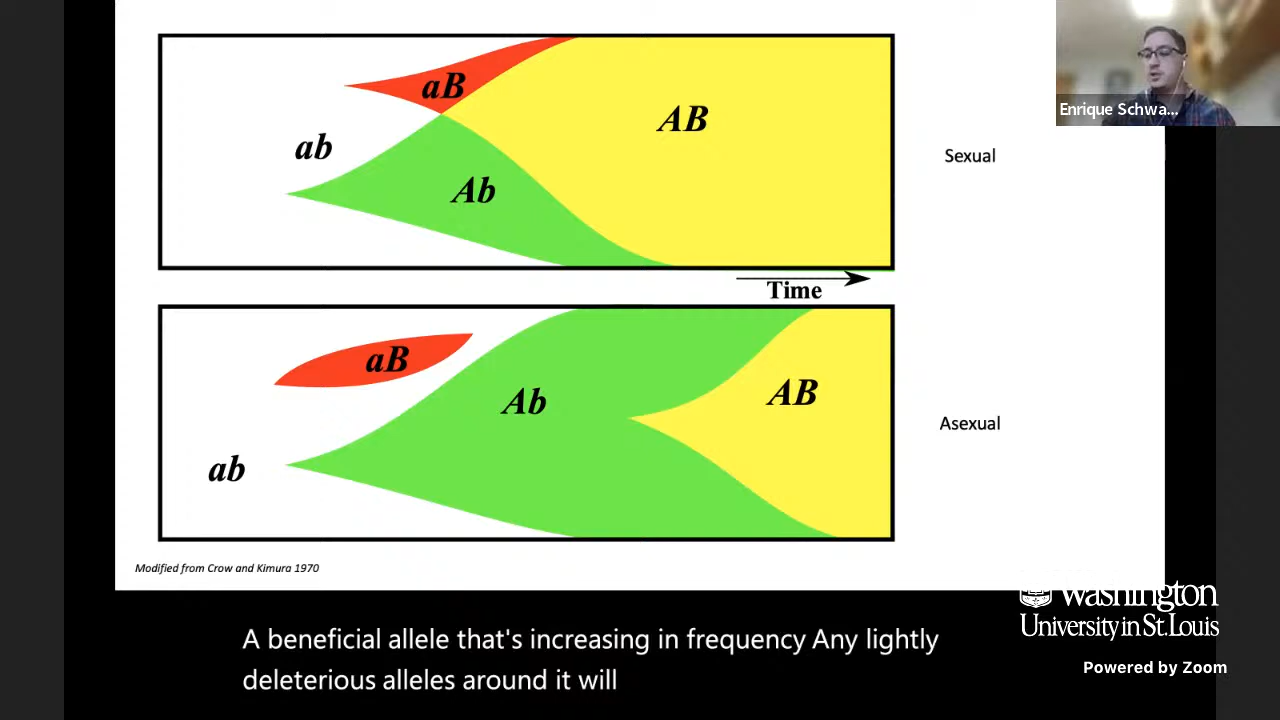 aB
AB
ab
Ab
Sexual
Time
aB
Ab
AB
ab
Asexual
Modified from Crow and Kimura 1970
Enrique Schwa...
A beneficial allele that's increasing in frequency Any lightly
deleterious alleles around it will
Washington
University in St. Louis
Powered by Zoom